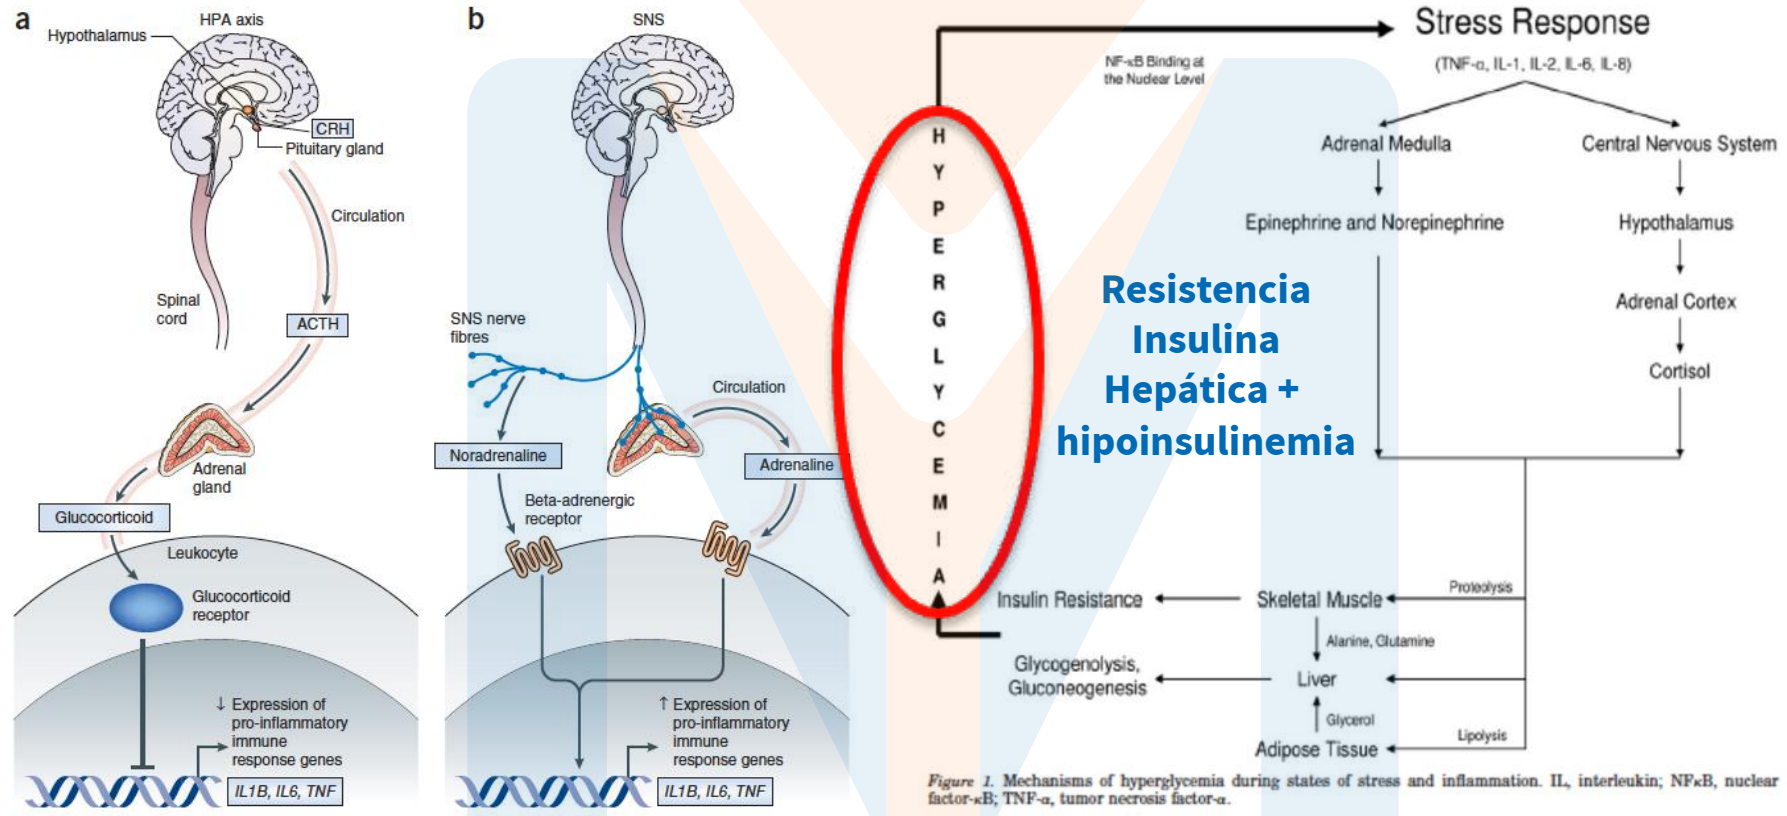 a
HPA axis
Hypothalamus
CRH
Pituitary gland
Circulation
Spinal
cord
ACTH
Adrenal
gland
Glucocorticoid
Leukocyte
Glucocorticoid
receptor
↓ Expression of
pro-inflammatory
immune
response genes
IL1B, IL6, TNF
b
SNS
SNS nerve
fibres
Circulation
Noradrenaline
Adrenaline
Beta-adrenergic
receptor
↑ Expression of
pro-inflammatory
immune
response genes
IL1B, IL6, TNF
Stress Response
(TNF-α, IL-1, IL-2, IL-6, IL-8)
NF-κB Binding at
the Nuclear Level
H
Y
P
E
R
G
L
Y
C
E
M
I
A
Adrenal Medulla
Central Nervous System
Epinephrine and Norepinephrine
Hypothalamus
Adrenal Cortex
Cortisol
Resistencia
Insulina
Hepática +
hipoinsulinemia
Proteolysis
Insulin Resistance
Skeletal Muscle
Alanine, Glutamine
Glycogenolysis,
Gluconeogenesis
Liver
Glycerol
Lipolysis
Adipose Tissue
Figure 1. Mechanisms of hyperglycemia during states of stress and inflammation. IL, interleukin; NFκB, nuclear
factor-κB; TNF-α, tumor necrosis factor-α.